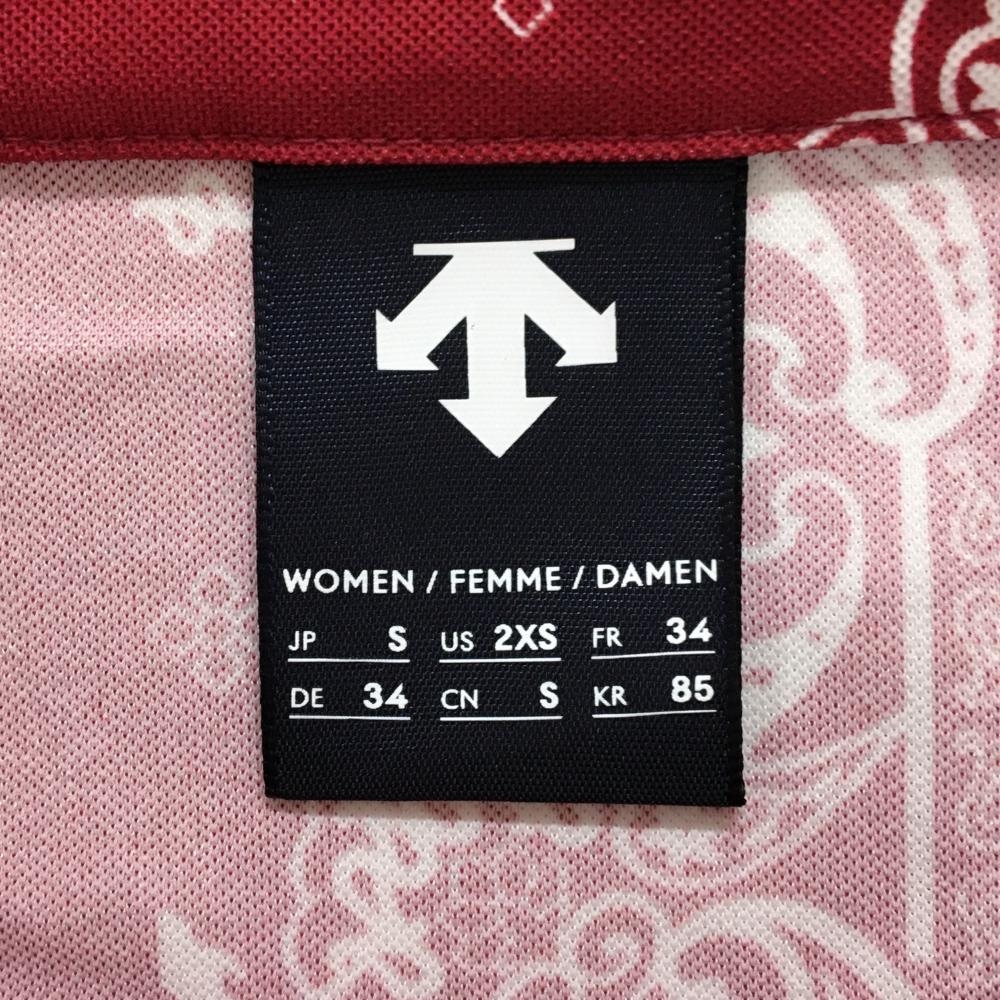 WOMEN / FEMME / DAMEN
JP S US 2XS FR 34
DE 34 CN S KR 85